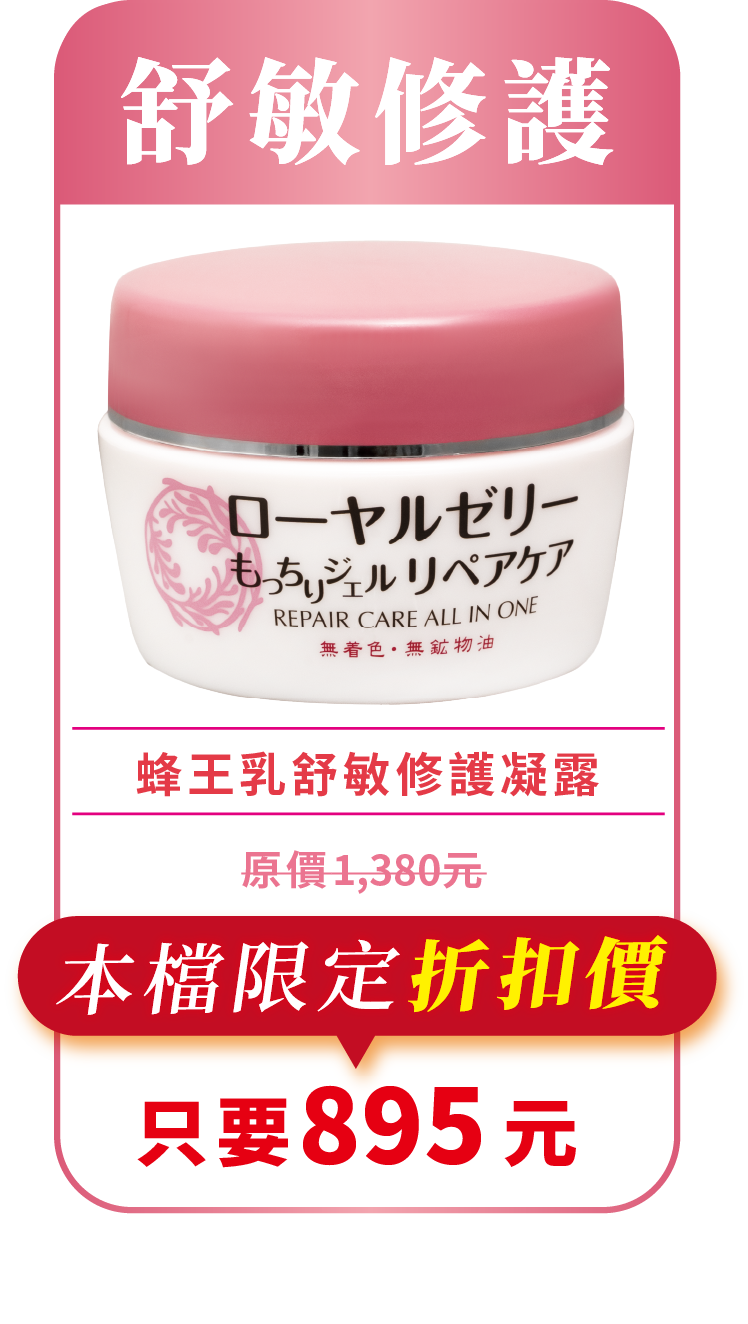 舒敏修護
ローヤルゼリー
もっちりジェルリペアケア
REPAIR CARE ALL IN ONE
無着色・無鉱物油
蜂王乳舒敏修護凝露
原價1,380元
本檔限定折扣價
只要895元